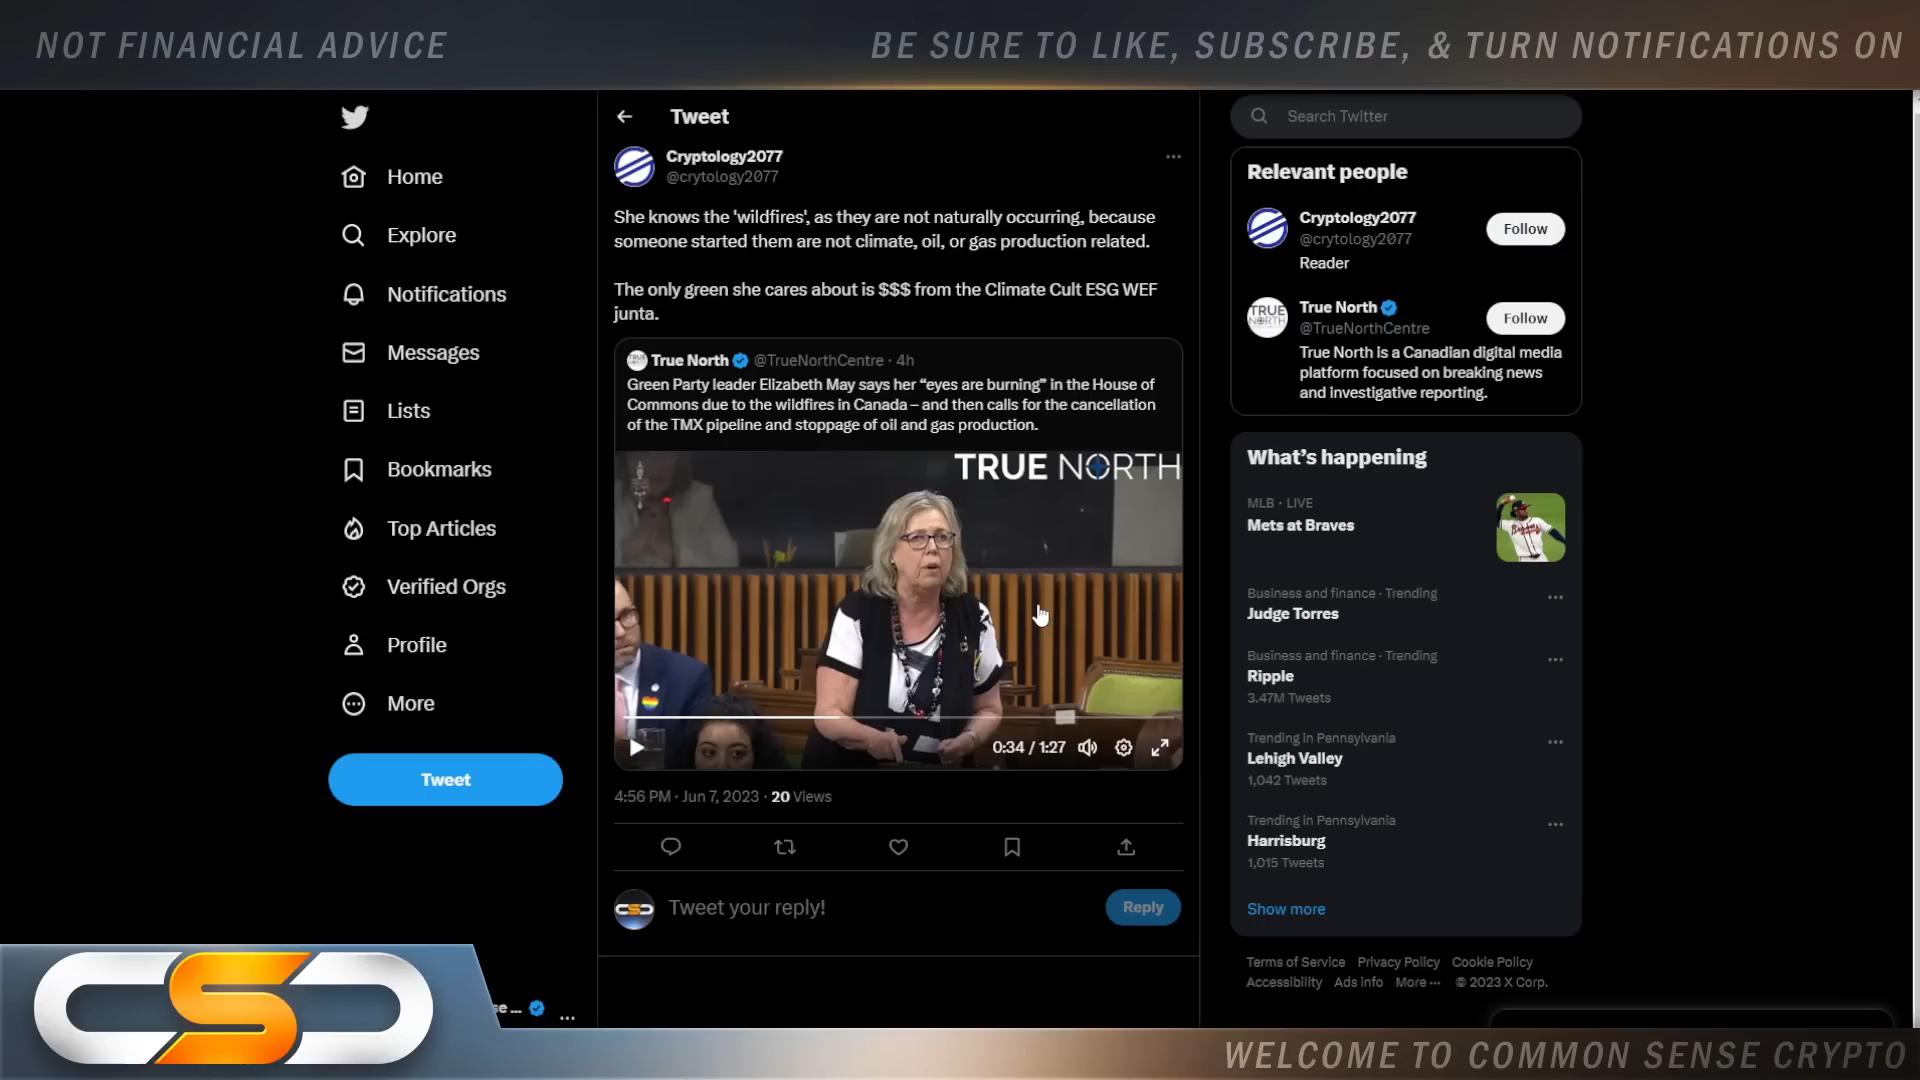 NOT FINANCIAL ADVICE
BE SURE TO LIKE, SUBSCRIBE, & TURN NOTIFICATIONS ON
Home
Explore
Notifications
Messages
Lists
Bookmarks
Top Articles
Verified Orgs
Profile
More
Tweet
Tweet
Cryptology2077
@crytology2077
She knows the 'wildfires', as they are not naturally occurring, because
someone started them are not climate, oil, or gas production related.
The only green she cares about is $$$ from the Climate Cult ESG WEF
junta.
True North @TrueNorthCentre · 4h
Green Party leader Elizabeth May says her “eyes are burning” in the House of
Commons due to the wildfires in Canada – and then calls for the cancellation
of the TMX pipeline and stoppage of oil and gas production.
TRUE NORTH
0:34 / 1:27
4:56 PM · Jun 7, 2023 · 20 Views
Tweet your reply!
Reply
Search Twitter
Relevant people
Cryptology2077
@crytology2077
Follow
Reader
TRUE NORTH
True North
@TrueNorthCentre
Follow
True North is a Canadian digital media
platform focused on breaking news
and investigative reporting.
What's happening
MLB · LIVE
Mets at Braves
Business and finance · Trending
Judge Torres
Business and finance · Trending
Ripple
3.47M Tweets
Trending in Pennsylvania
Lehigh Valley
1,042 Tweets
Trending in Pennsylvania
Harrisburg
1,015 Tweets
Show more
Terms of Service Privacy Policy Cookie Policy
Accessibility Ads info More ··· © 2023 X Corp.
CSC
se ...
WELCOME TO COMMON SENSE CRYPTO